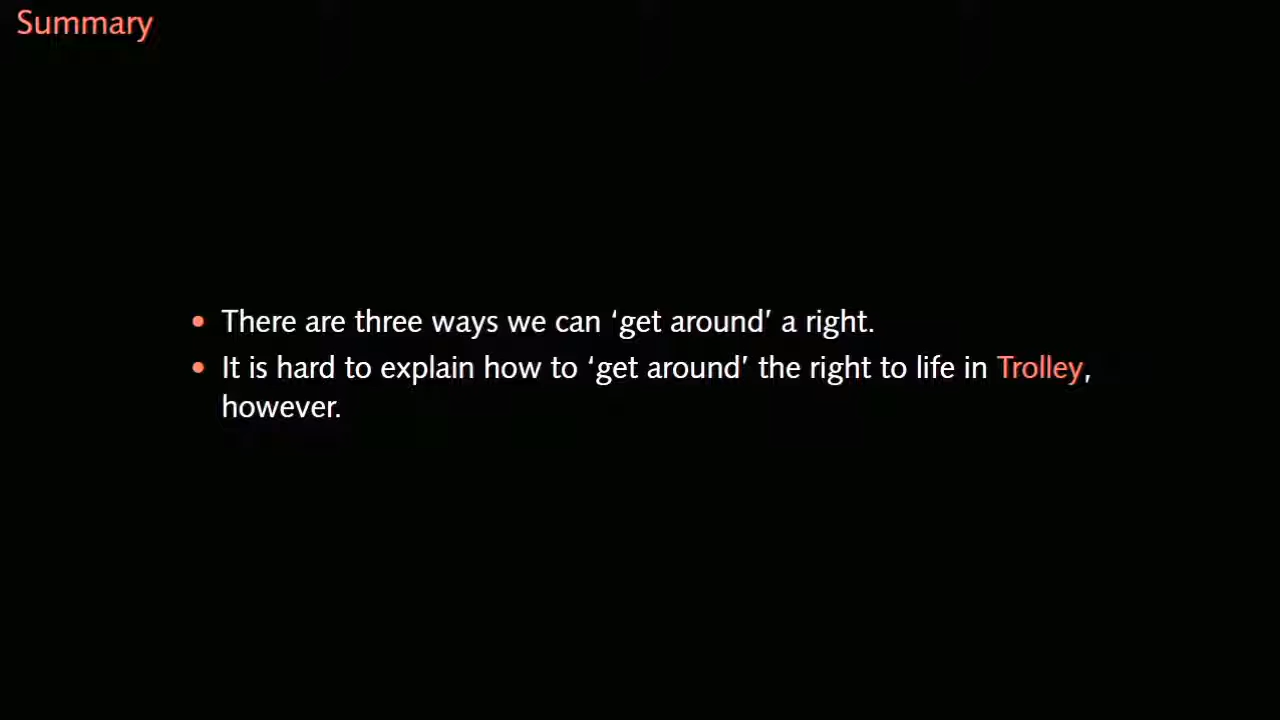 Summary
• There are three ways we can ‘get around’ a right.
• It is hard to explain how to ‘get around’ the right to life in Trolley,
however.